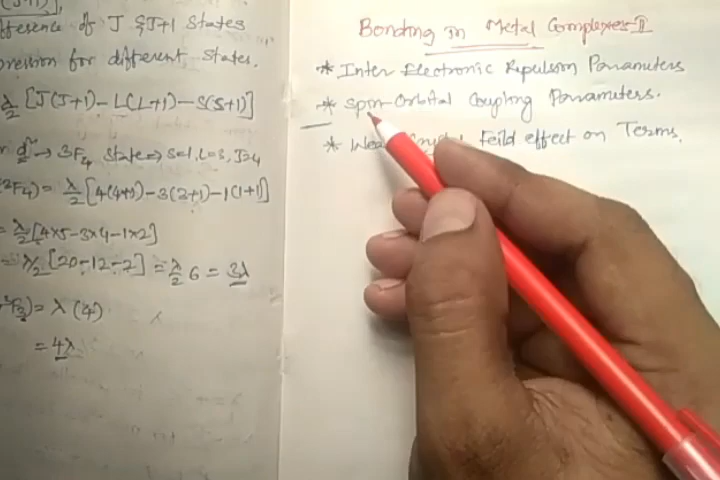 fference of J & J+1 States
pression for different States.
λ/2 [J(J+1) - L(L+1) - S(S+1)]
d² → 3F4 State ⇒ S=1, L=3, J=4
(³F4) = λ/2 [4(4+1) - 3(3+1) - 1(1+1)]
= λ/2 [4×5 - 3×4 - 1×2]
= λ/2 [20 - 12 - 2] = λ/2 6 = 3λ
= λ (4)
= 4λ
Bonding in Metal Complexes-II
* Inter Electronic Repulsion Parameters
* Spin-Orbital Coupling Parameters.
* Weak Crystal Feild effect on Terms.